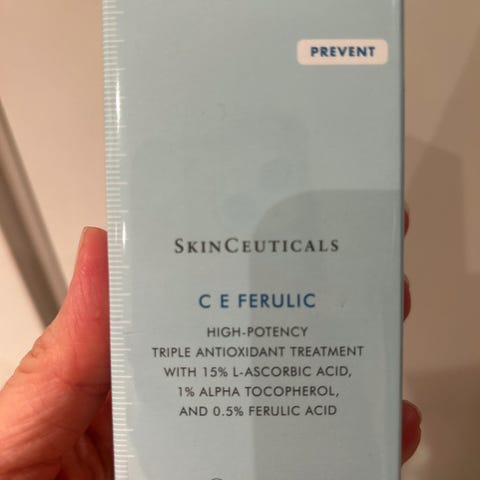 PREVENT
SKINCEUTICALS
C E FERULIC
HIGH-POTENCY
TRIPLE ANTIOXIDANT TREATMENT
WITH 15% L-ASCORBIC ACID,
1% ALPHA TOCOPHEROL,
AND 0.5% FERULIC ACID